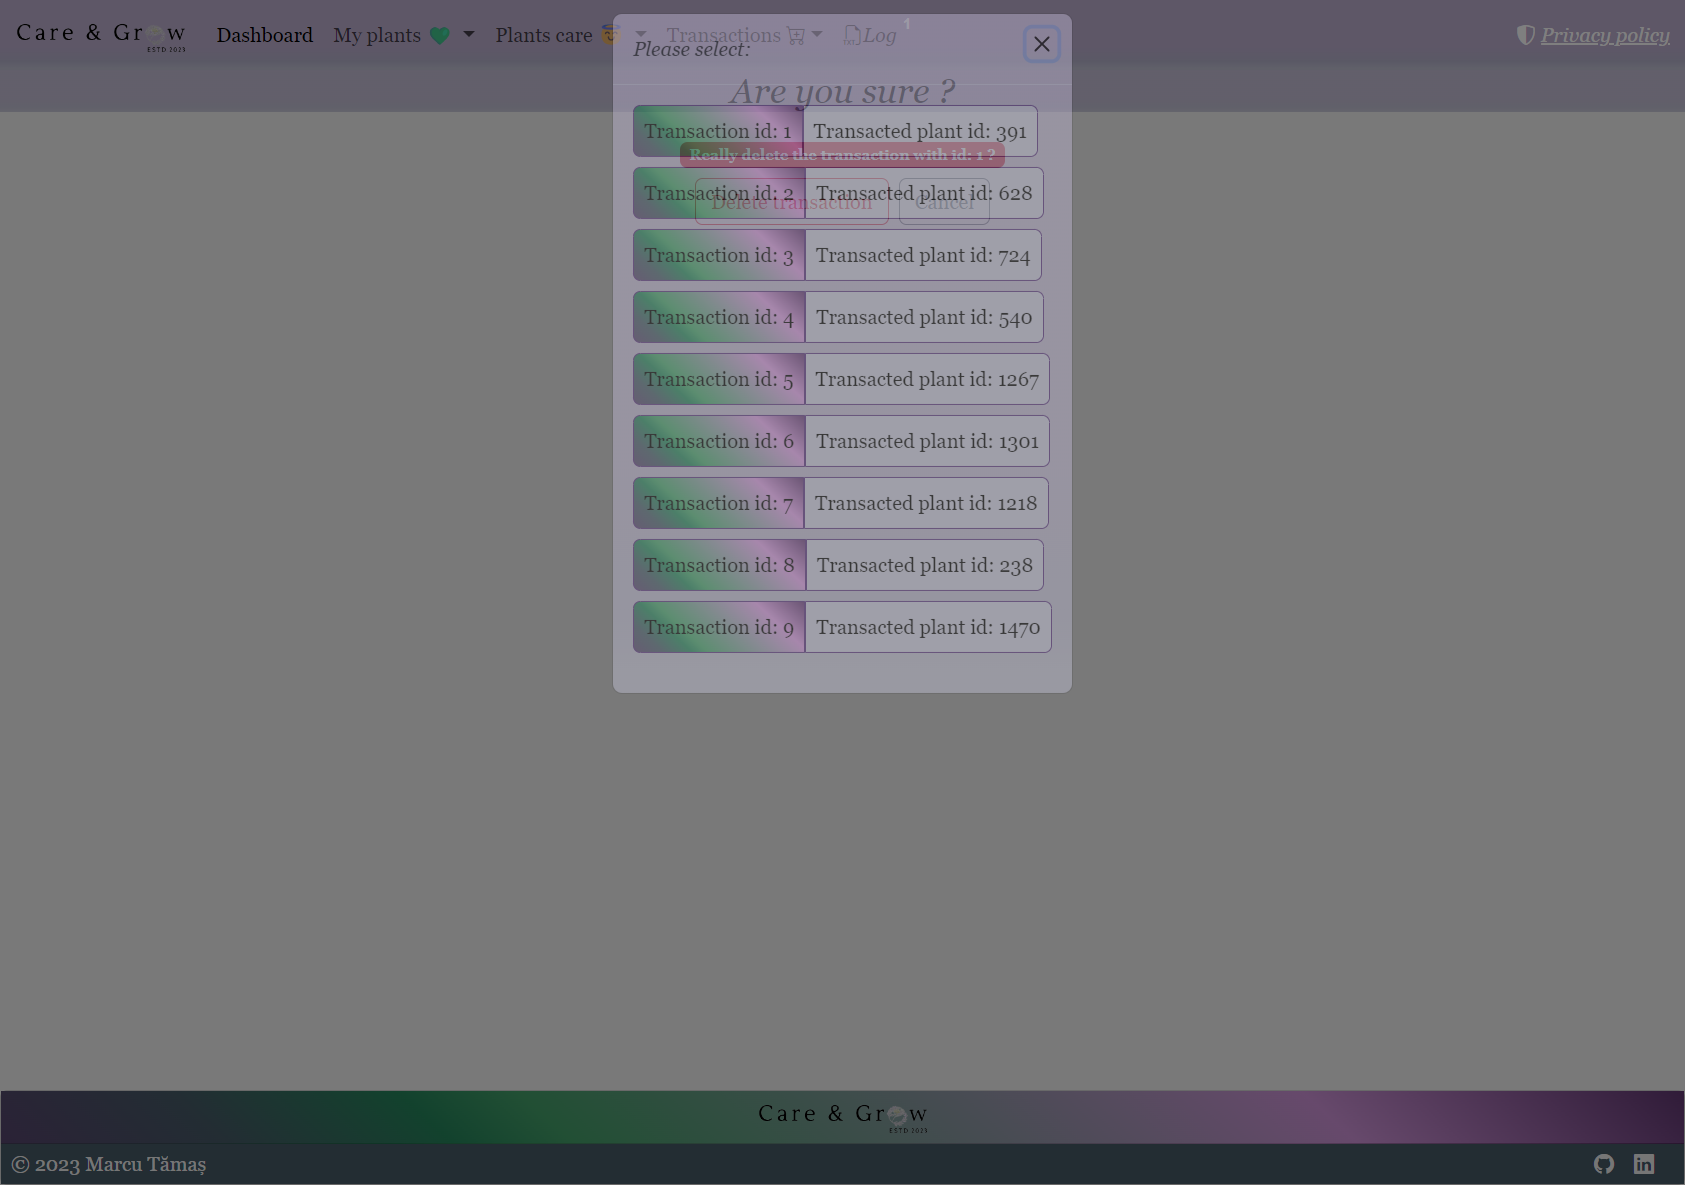 Care & Grow
ESTD 2023
Dashboard
My plants
Plants care
Transactions
Log
1
Privacy policy
Please select:
Are you sure ?
Transaction id: 1 Transacted plant id: 391
Really delete the transaction with id: 1 ?
Transaction id: 2 Transacted plant id: 628
Delete transaction Cancel
Transaction id: 3 Transacted plant id: 724
Transaction id: 4 Transacted plant id: 540
Transaction id: 5 Transacted plant id: 1267
Transaction id: 6 Transacted plant id: 1301
Transaction id: 7 Transacted plant id: 1218
Transaction id: 8 Transacted plant id: 238
Transaction id: 9 Transacted plant id: 1470
Care & Grow
ESTD 2023
© 2023 Marcu Tămaș